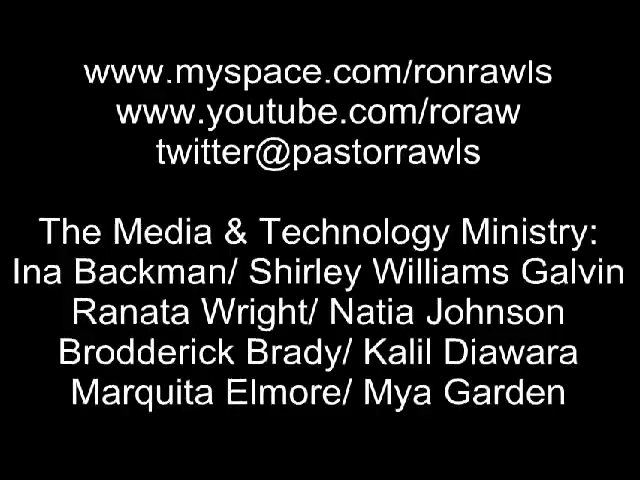 www.myspace.com/ronrawls
www.youtube.com/roraw
twitter@pastorrawls
The Media & Technology Ministry:
Ina Backman/ Shirley Williams Galvin
Ranata Wright/ Natia Johnson
Brodderick Brady/ Kalil Diawara
Marquita Elmore/ Mya Garden